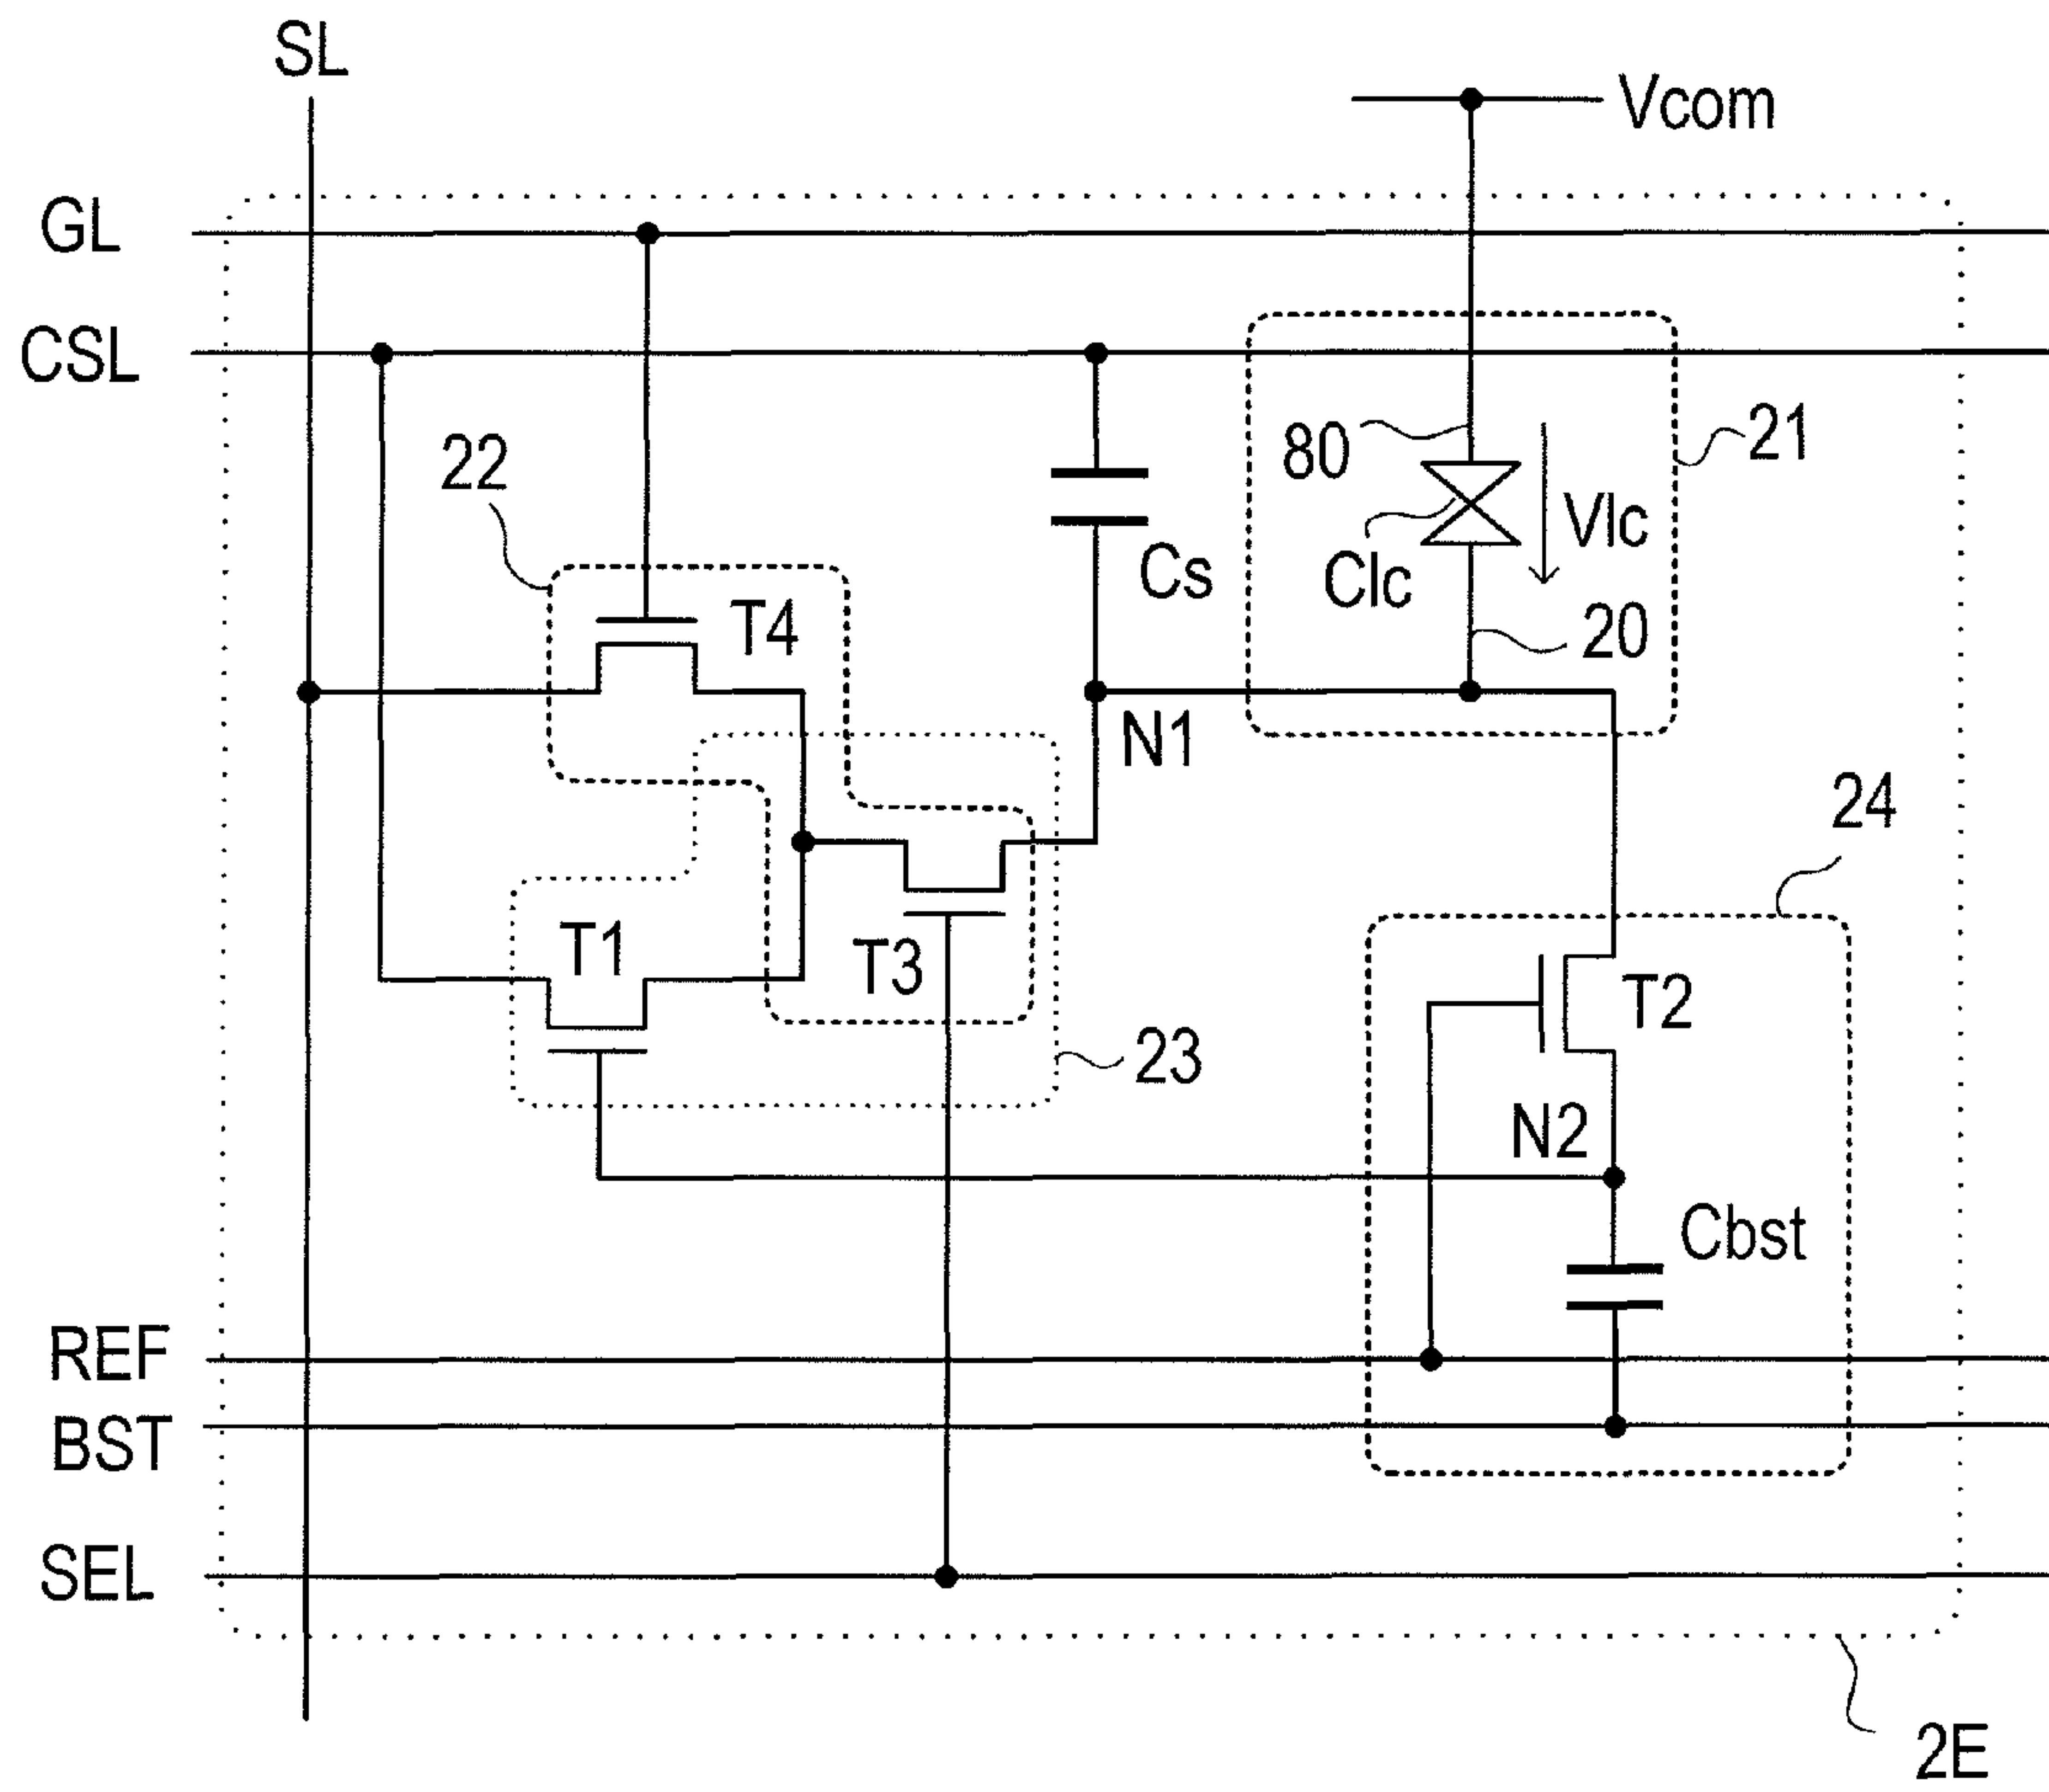 SL
Vcom
GL
CSL
22
80
21
Vlc
Cs
Clc
T4
20
N1
24
T1
T3
T2
23
N2
Cbst
REF
BST
SEL
2E